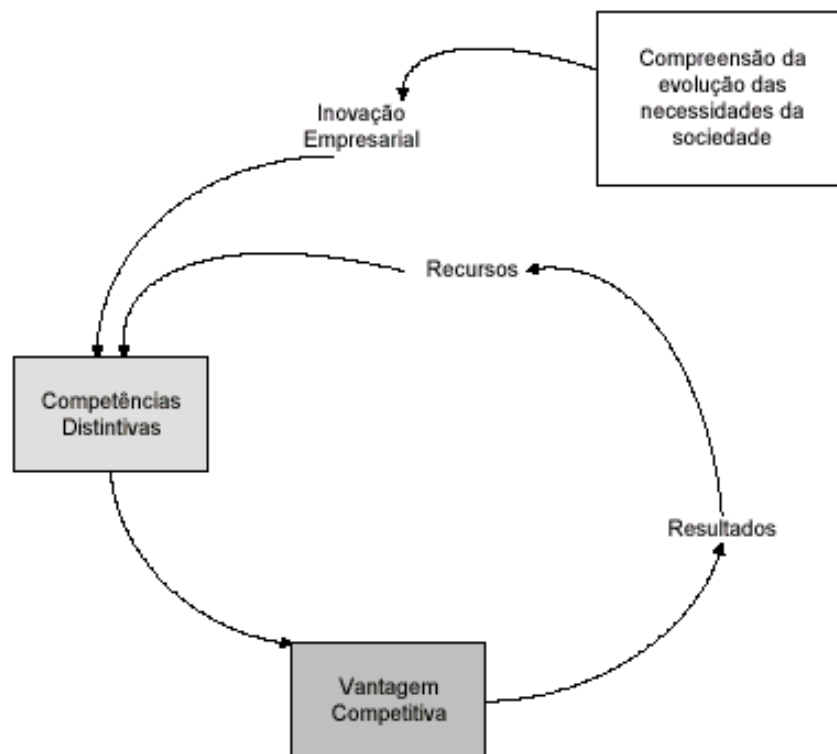 Compreensão da
evolução das
necessidades da
sociedade
Inovação
Empresarial
Recursos
Competências
Distintivas
Resultados
Vantagem
Competitiva